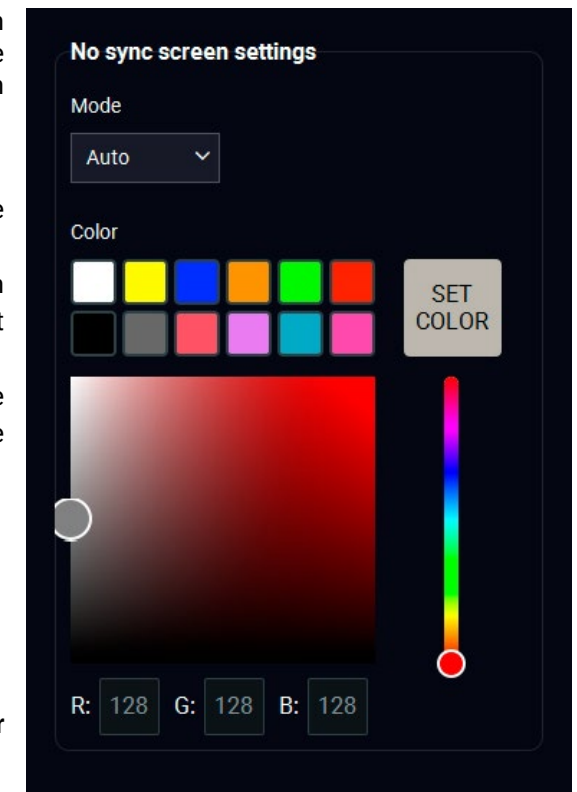 No sync screen settings
Mode
Auto
Color
SET
COLOR
R: 128 G: 128 B: 128